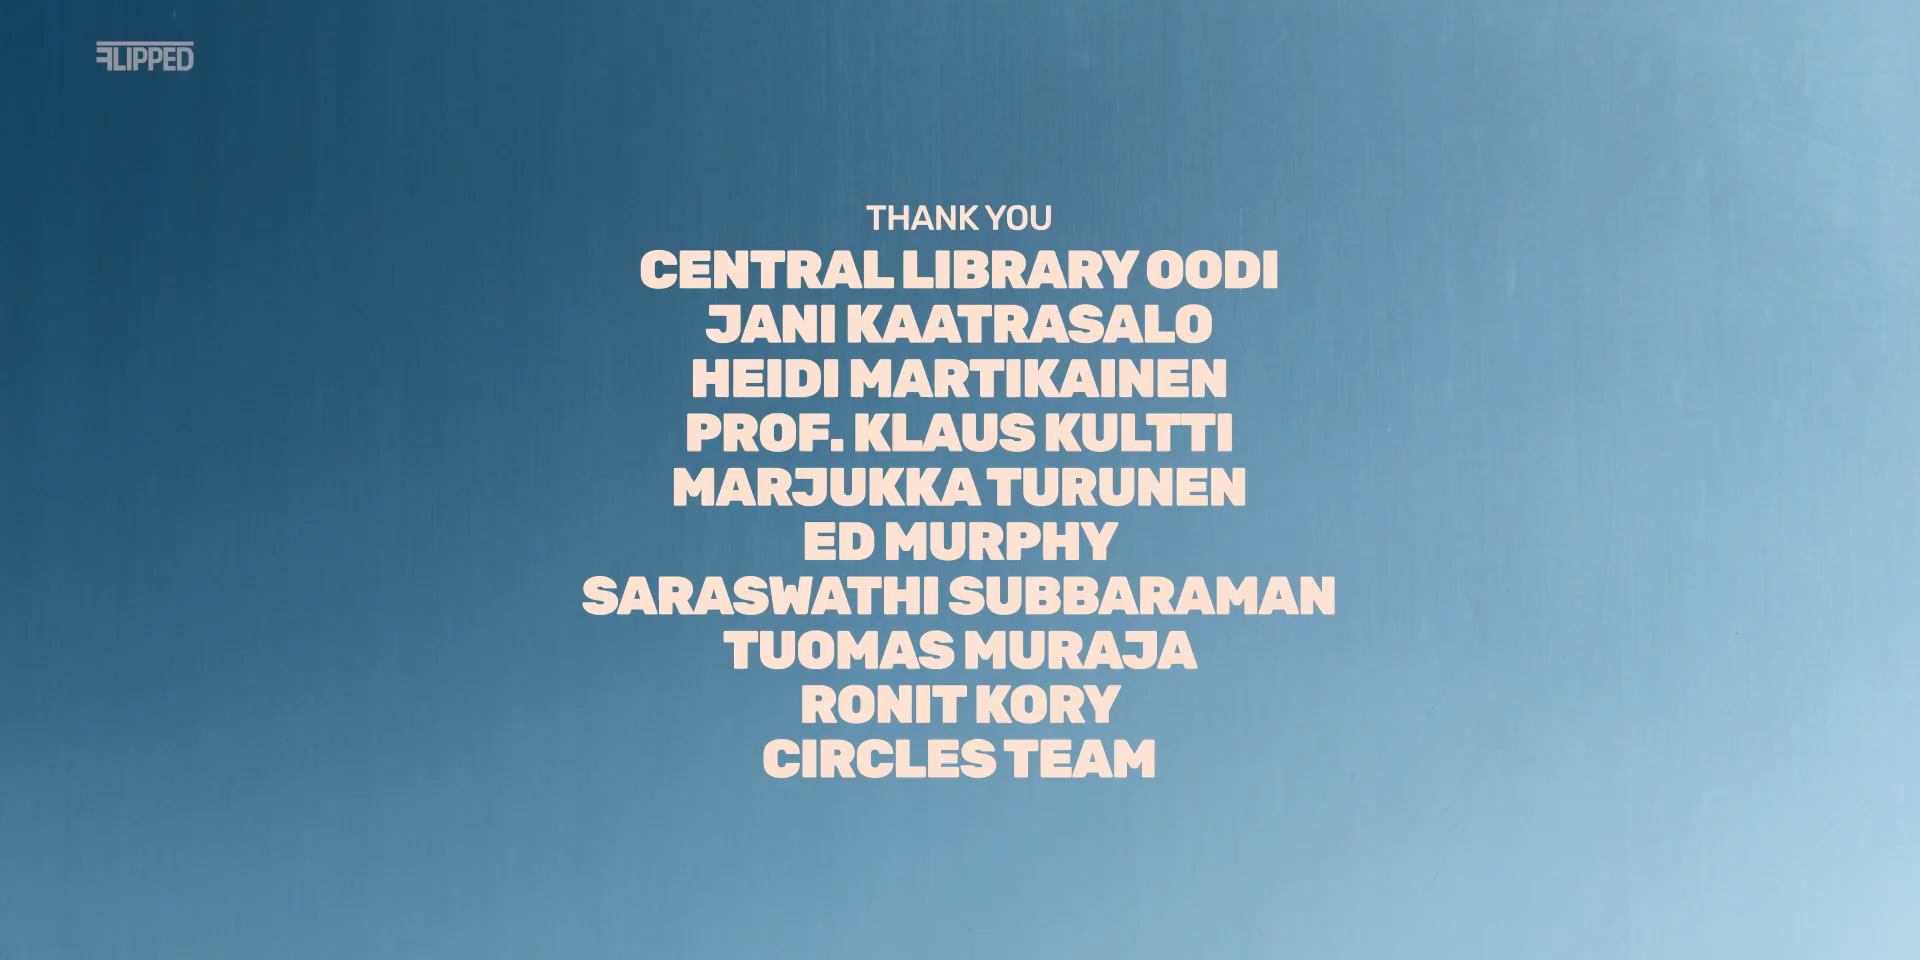 FLIPPED
THANK YOU
CENTRAL LIBRARY OODI
JANI KAATRASALO
HEIDI MARTIKAINEN
PROF. KLAUS KULTTI
MARJUKKA TURUNEN
ED MURPHY
SARASWATHI SUBBARAMAN
TUOMAS MURAJA
RONIT KORY
CIRCLES TEAM